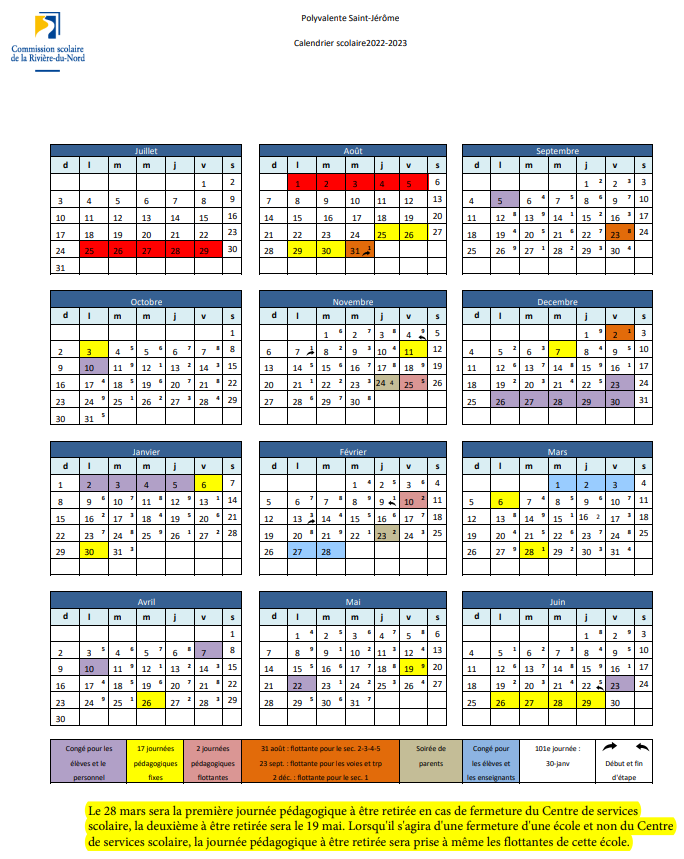 Commission scolaire
de la Rivière-du-Nord
Polyvalente Saint-Jérôme
Calendrier scolaire2022-2023
Juillet
d l m m j v s
1 2
3 4 5 6 7 8 9
10 11 12 13 14 15 16
17 18 19 20 21 22 23
24 25 26 27 28 29 30
31
Août
d l m m j v s
1 2 3 4 5 6
7 8 9 10 11 12 13
14 15 16 17 18 19 20
21 22 23 24 25 26 27
28 29 30 31 1
Septembre
d l m m j v s
1 2 2 3 3
4 5 6 4 7 5 8 6 9 7 10
11 12 8 13 9 14 1 15 2 16 3 17
18 19 4 20 5 21 6 22 7 23 8 24
25 26 9 27 1 28 2 29 3 30 4
Octobre
d l m m j v s
1
2 3 4 5 5 6 6 7 7 8 8
9 10 11 9 12 1 13 2 14 3 15
16 17 4 18 5 19 6 20 7 21 8 22
23 24 9 25 1 26 2 27 3 28 4 29
30 31 5
Novembre
d l m m j v s
1 6 2 7 3 8 4 9 5
6 7 1 8 2 9 3 10 4 11 12
13 14 5 15 6 16 7 17 8 18 9 19
20 21 1 22 2 23 3 24 4 25 5 26
27 28 6 29 7 30 8
Decembre
d l m m j v s
1 9 2 1 3
4 5 2 6 3 7 8 4 9 5 10
11 12 6 13 7 14 8 15 9 16 1 17
18 19 2 20 3 21 4 22 5 23 24
25 26 27 28 29 30 31
Janvier
d l m m j v s
1 2 3 4 5 6 7
8 9 6 10 7 11 8 12 9 13 1 14
15 16 2 17 3 18 4 19 5 20 6 21
22 23 7 24 8 25 9 26 1 27 2 28
29 30 31 3
Février
d l m m j v s
1 4 2 5 3 6 4
5 6 7 7 8 8 9 9 1 10 2 11
12 13 3 14 4 15 5 16 6 17 7 18
19 20 8 21 9 22 1 23 2 24 3 25
26 27 28
Mars
d l m m j v s
1 2 3 4
5 6 7 4 8 5 9 6 10 7 11
12 13 8 14 9 15 1 16 2 17 3 18
19 20 4 21 5 22 6 23 7 24 8 25
26 27 9 28 1 29 2 30 3 31 4
Avril
d l m m j v s
1
2 3 5 4 6 5 7 6 8 7 8
9 10 11 9 12 1 13 2 14 3 15
16 17 4 18 5 19 6 20 7 21 8 22
23 24 9 25 1 26 27 2 28 3 29
30
Mai
d l m m j v s
1 4 2 5 3 6 4 7 5 8 6
7 8 9 9 1 10 2 11 3 12 4 13
14 15 5 16 6 17 7 18 8 19 9 20
21 22 23 1 24 2 25 3 26 4 27
28 29 5 30 6 31 7
Juin
d l m m j v s
1 8 2 9 3
4 5 1 6 2 7 3 8 4 9 5 10
11 12 6 13 7 14 8 15 9 16 1 17
18 19 2 20 3 21 4 22 5 23 24
25 26 27 28 29 30
Congé pour les
élèves et le
personnel
17 journées
pédagogiques
fixes
2 journées
pédagogiques
flottantes
31 août : flottante pour le sec. 2-3-4-5
23 sept. : flottante pour les voies et trp
2 déc. : flottante pour le sec. 1
Soirée de
parents
Congé pour
les élèves et
les enseignants
101e journée :
30-janv
Début et fin
d'étape
Le 28 mars sera la première journée pédagogique à être retirée en cas de fermeture du Centre de services
scolaire, la deuxième à être retirée sera le 19 mai. Lorsqu'il s'agira d'une fermeture d'une école et non du Centre
de services scolaire, la journée pédagogique à être retirée sera prise à même les flottantes de cette école.